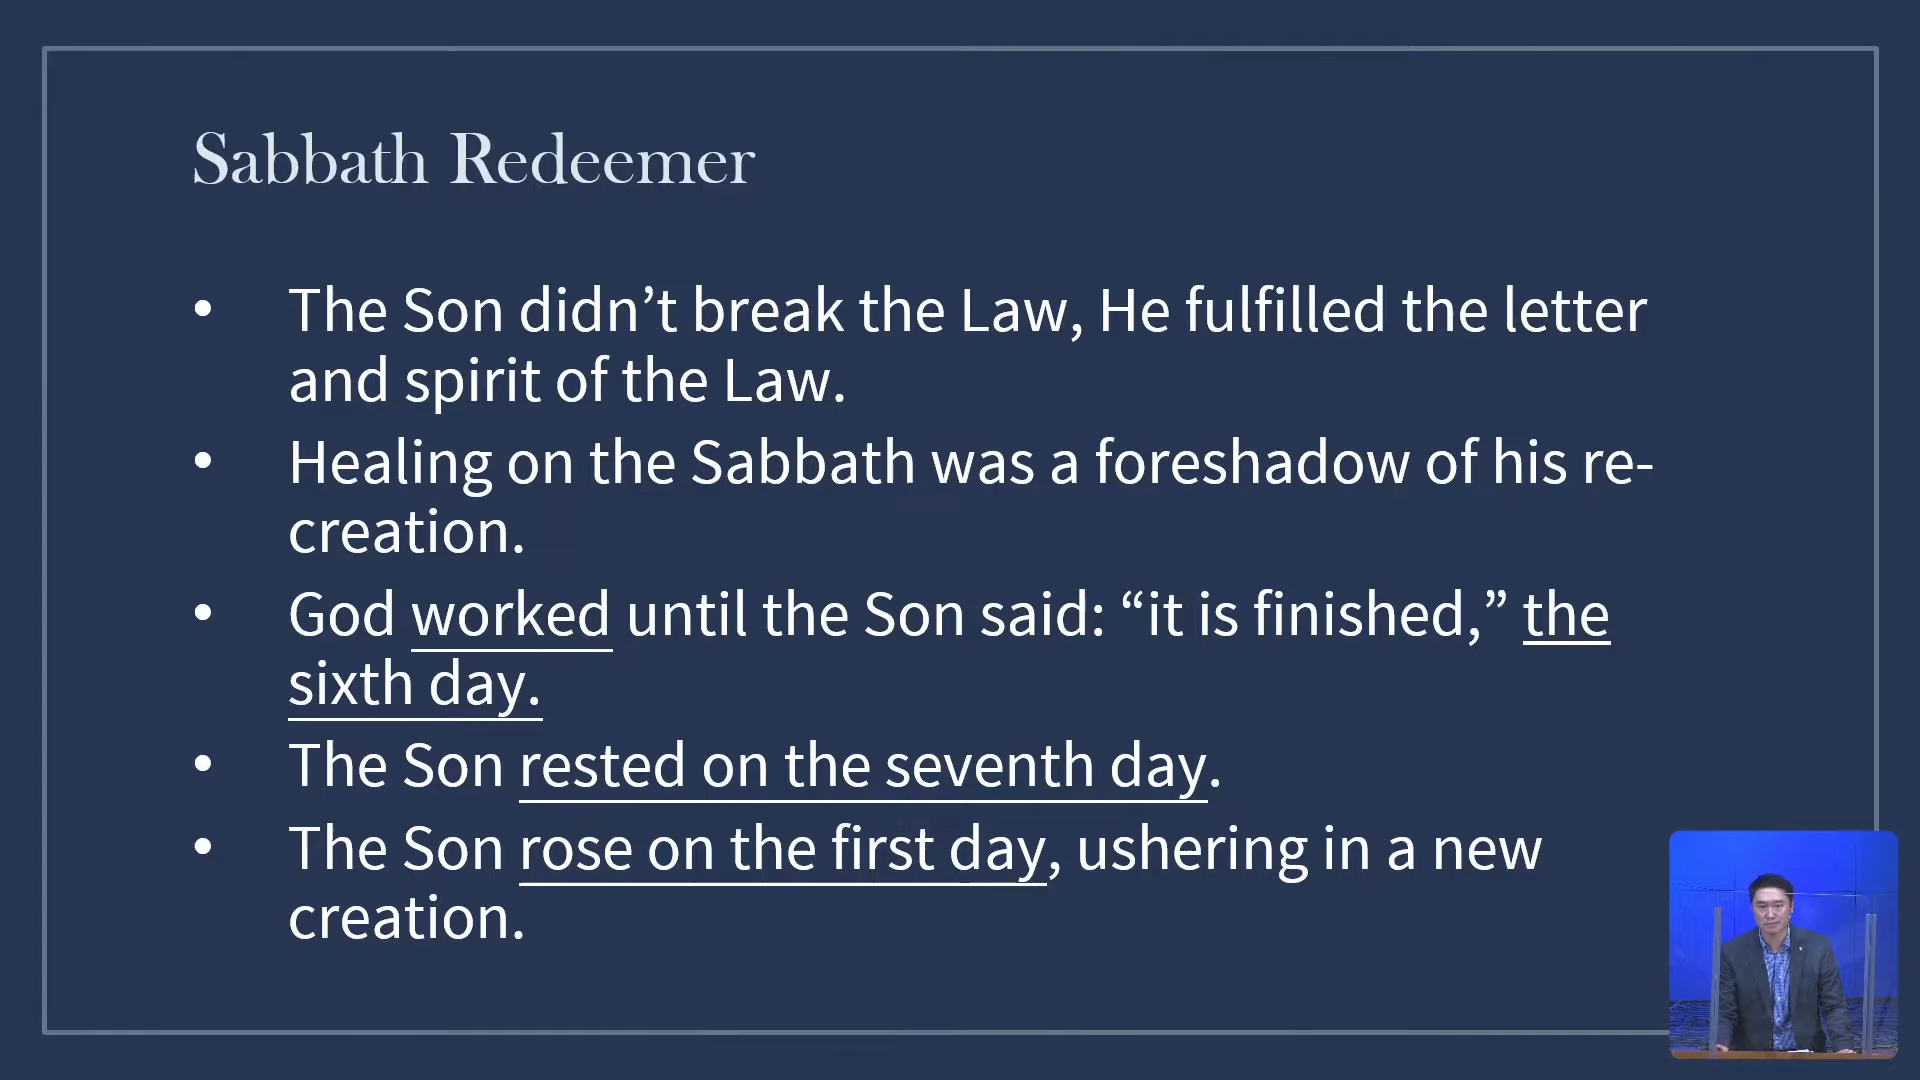 Sabbath Redeemer
• The Son didn’t break the Law, He fulfilled the letter
and spirit of the Law.
• Healing on the Sabbath was a foreshadow of his re-
creation.
• God worked until the Son said: “it is finished,” the
sixth day.
• The Son rested on the seventh day.
• The Son rose on the first day, ushering in a new
creation.